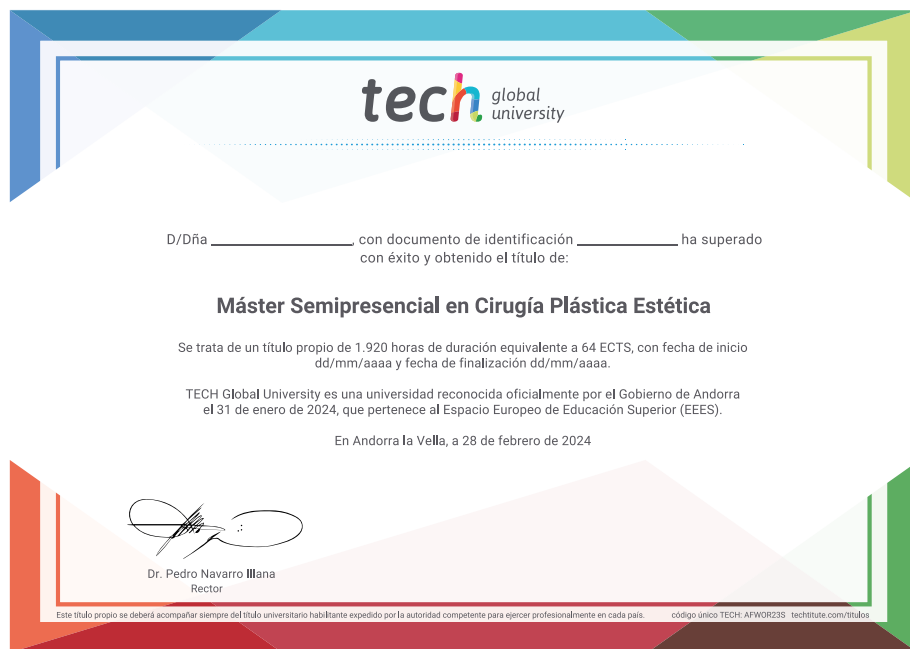 tech global university
D/Dña ______________, con documento de identificación __________ ha superado
con éxito y obtenido el título de:
Máster Semipresencial en Cirugía Plástica Estética
Se trata de un título propio de 1.920 horas de duración equivalente a 64 ECTS, con fecha de inicio
dd/mm/aaaa y fecha de finalización dd/mm/aaaa.
TECH Global University es una universidad reconocida oficialmente por el Gobierno de Andorra
el 31 de enero de 2024, que pertenece al Espacio Europeo de Educación Superior (EEES).
En Andorra la Vella, a 28 de febrero de 2024
Dr. Pedro Navarro Illana
Rector
Este título propio se deberá acompañar siempre del título universitario habilitante expedido por la autoridad competente para ejercer profesionalmente en cada país. código único TECH: AFWOR23S techtitute.com/titulos